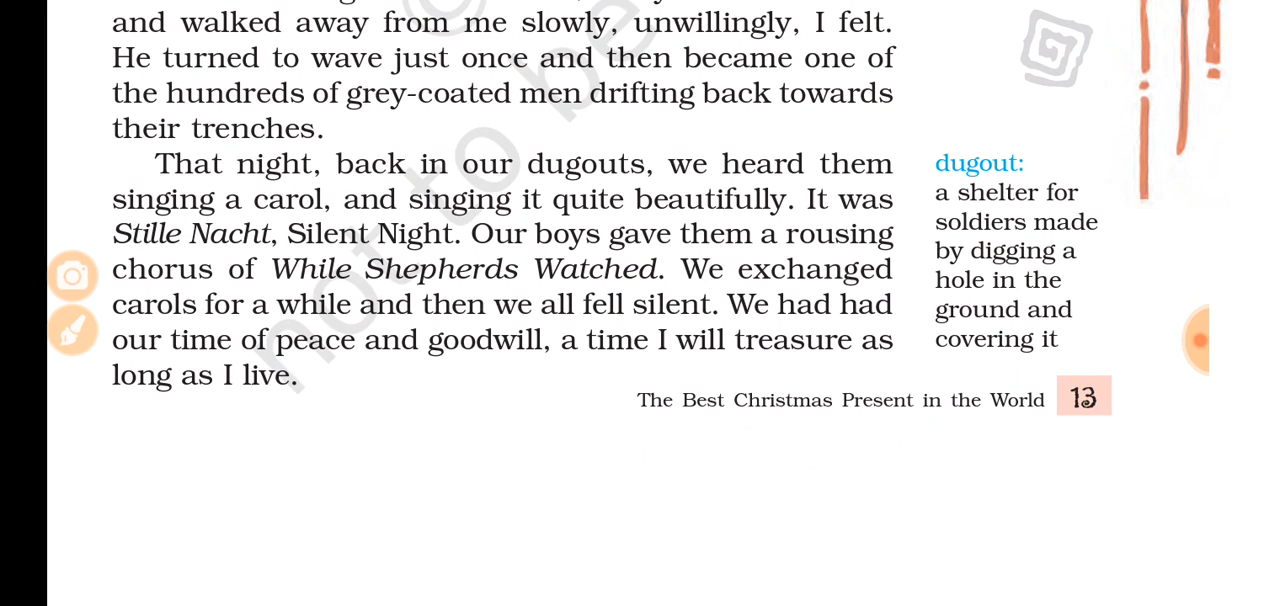 and walked away from me slowly, unwillingly, I felt.
He turned to wave just once and then became one of
the hundreds of grey-coated men drifting back towards
their trenches.
That night, back in our dugouts, we heard them
singing a carol, and singing it quite beautifully. It was
Stille Nacht, Silent Night. Our boys gave them a rousing
chorus of While Shepherds Watched. We exchanged
carols for a while and then we all fell silent. We had had
our time of peace and goodwill, a time I will treasure as
long as I live.
dugout:
a shelter for
soldiers made
by digging a
hole in the
ground and
covering it
The Best Christmas Present in the World 13
not to be